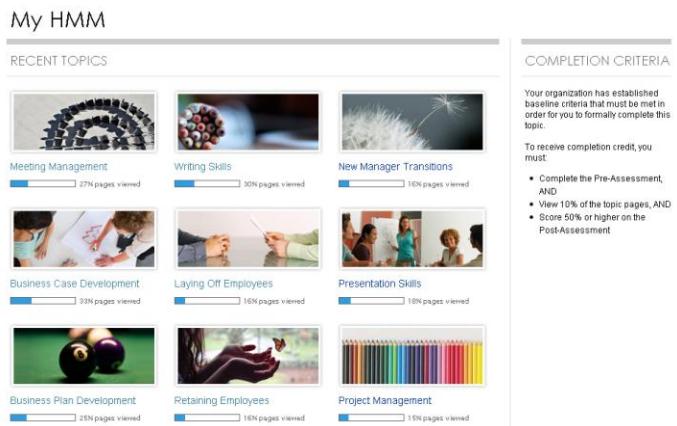 My HMM
RECENT TOPICS
Meeting Management
27% pages viewed
Writing Skills
30% pages viewed
New Manager Transitions
16% pages viewed
Business Case Development
33% pages viewed
Laying Off Employees
16% pages viewed
Presentation Skills
18% pages viewed
Business Plan Development
25% pages viewed
Retaining Employees
16% pages viewed
Project Management
15% pages viewed
COMPLETION CRITERIA
Your organization has established
baseline criteria that must be met in
order for you to formally complete this
topic.
To receive completion credit, you
must:
• Complete the Pre-Assessment,
AND
• View 10% of the topic pages, AND
• Score 50% or higher on the
Post-Assessment